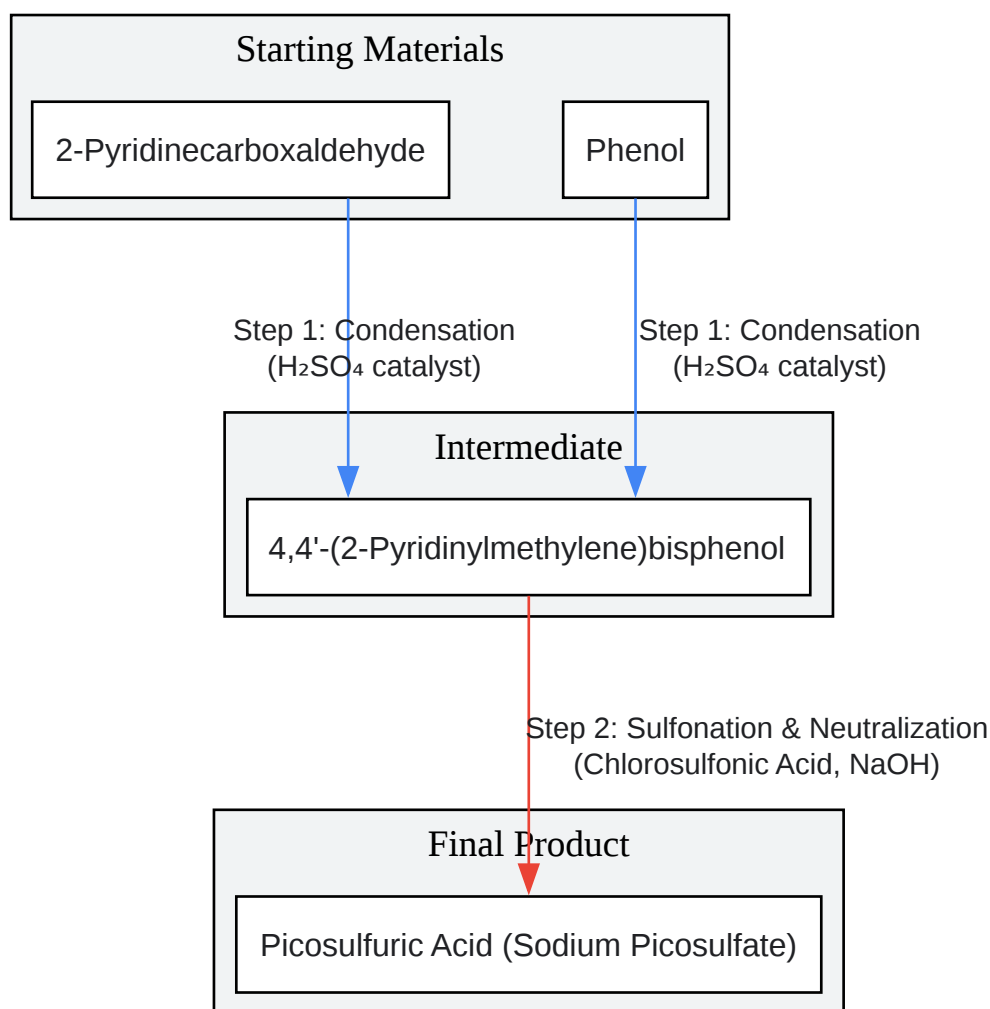 Starting Materials
2-Pyridinecarboxaldehyde
Phenol
Step 1: Condensation
(H₂SO₄ catalyst)
Step 1: Condensation
(H₂SO₄ catalyst)
Intermediate
4,4'-(2-Pyridinylmethylene)bisphenol
Step 2: Sulfonation & Neutralization
(Chlorosulfonic Acid, NaOH)
Final Product
Picosulfuric Acid (Sodium Picosulfate)